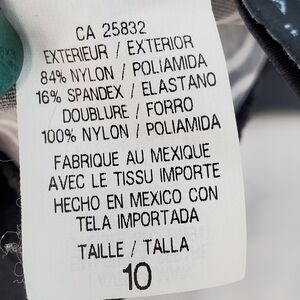 CA 25832
EXTERIEUR / EXTERIOR
84% NYLON / POLIAMIDA
16% SPANDEX / ELASTANO
DOUBLURE / FORRO
100% NYLON / POLIAMIDA
FABRIQUE AU MEXIQUE
AVEC LE TISSU IMPORTE
HECHO EN MEXICO CON
TELA IMPORTADA
TAILLE / TALLA
10